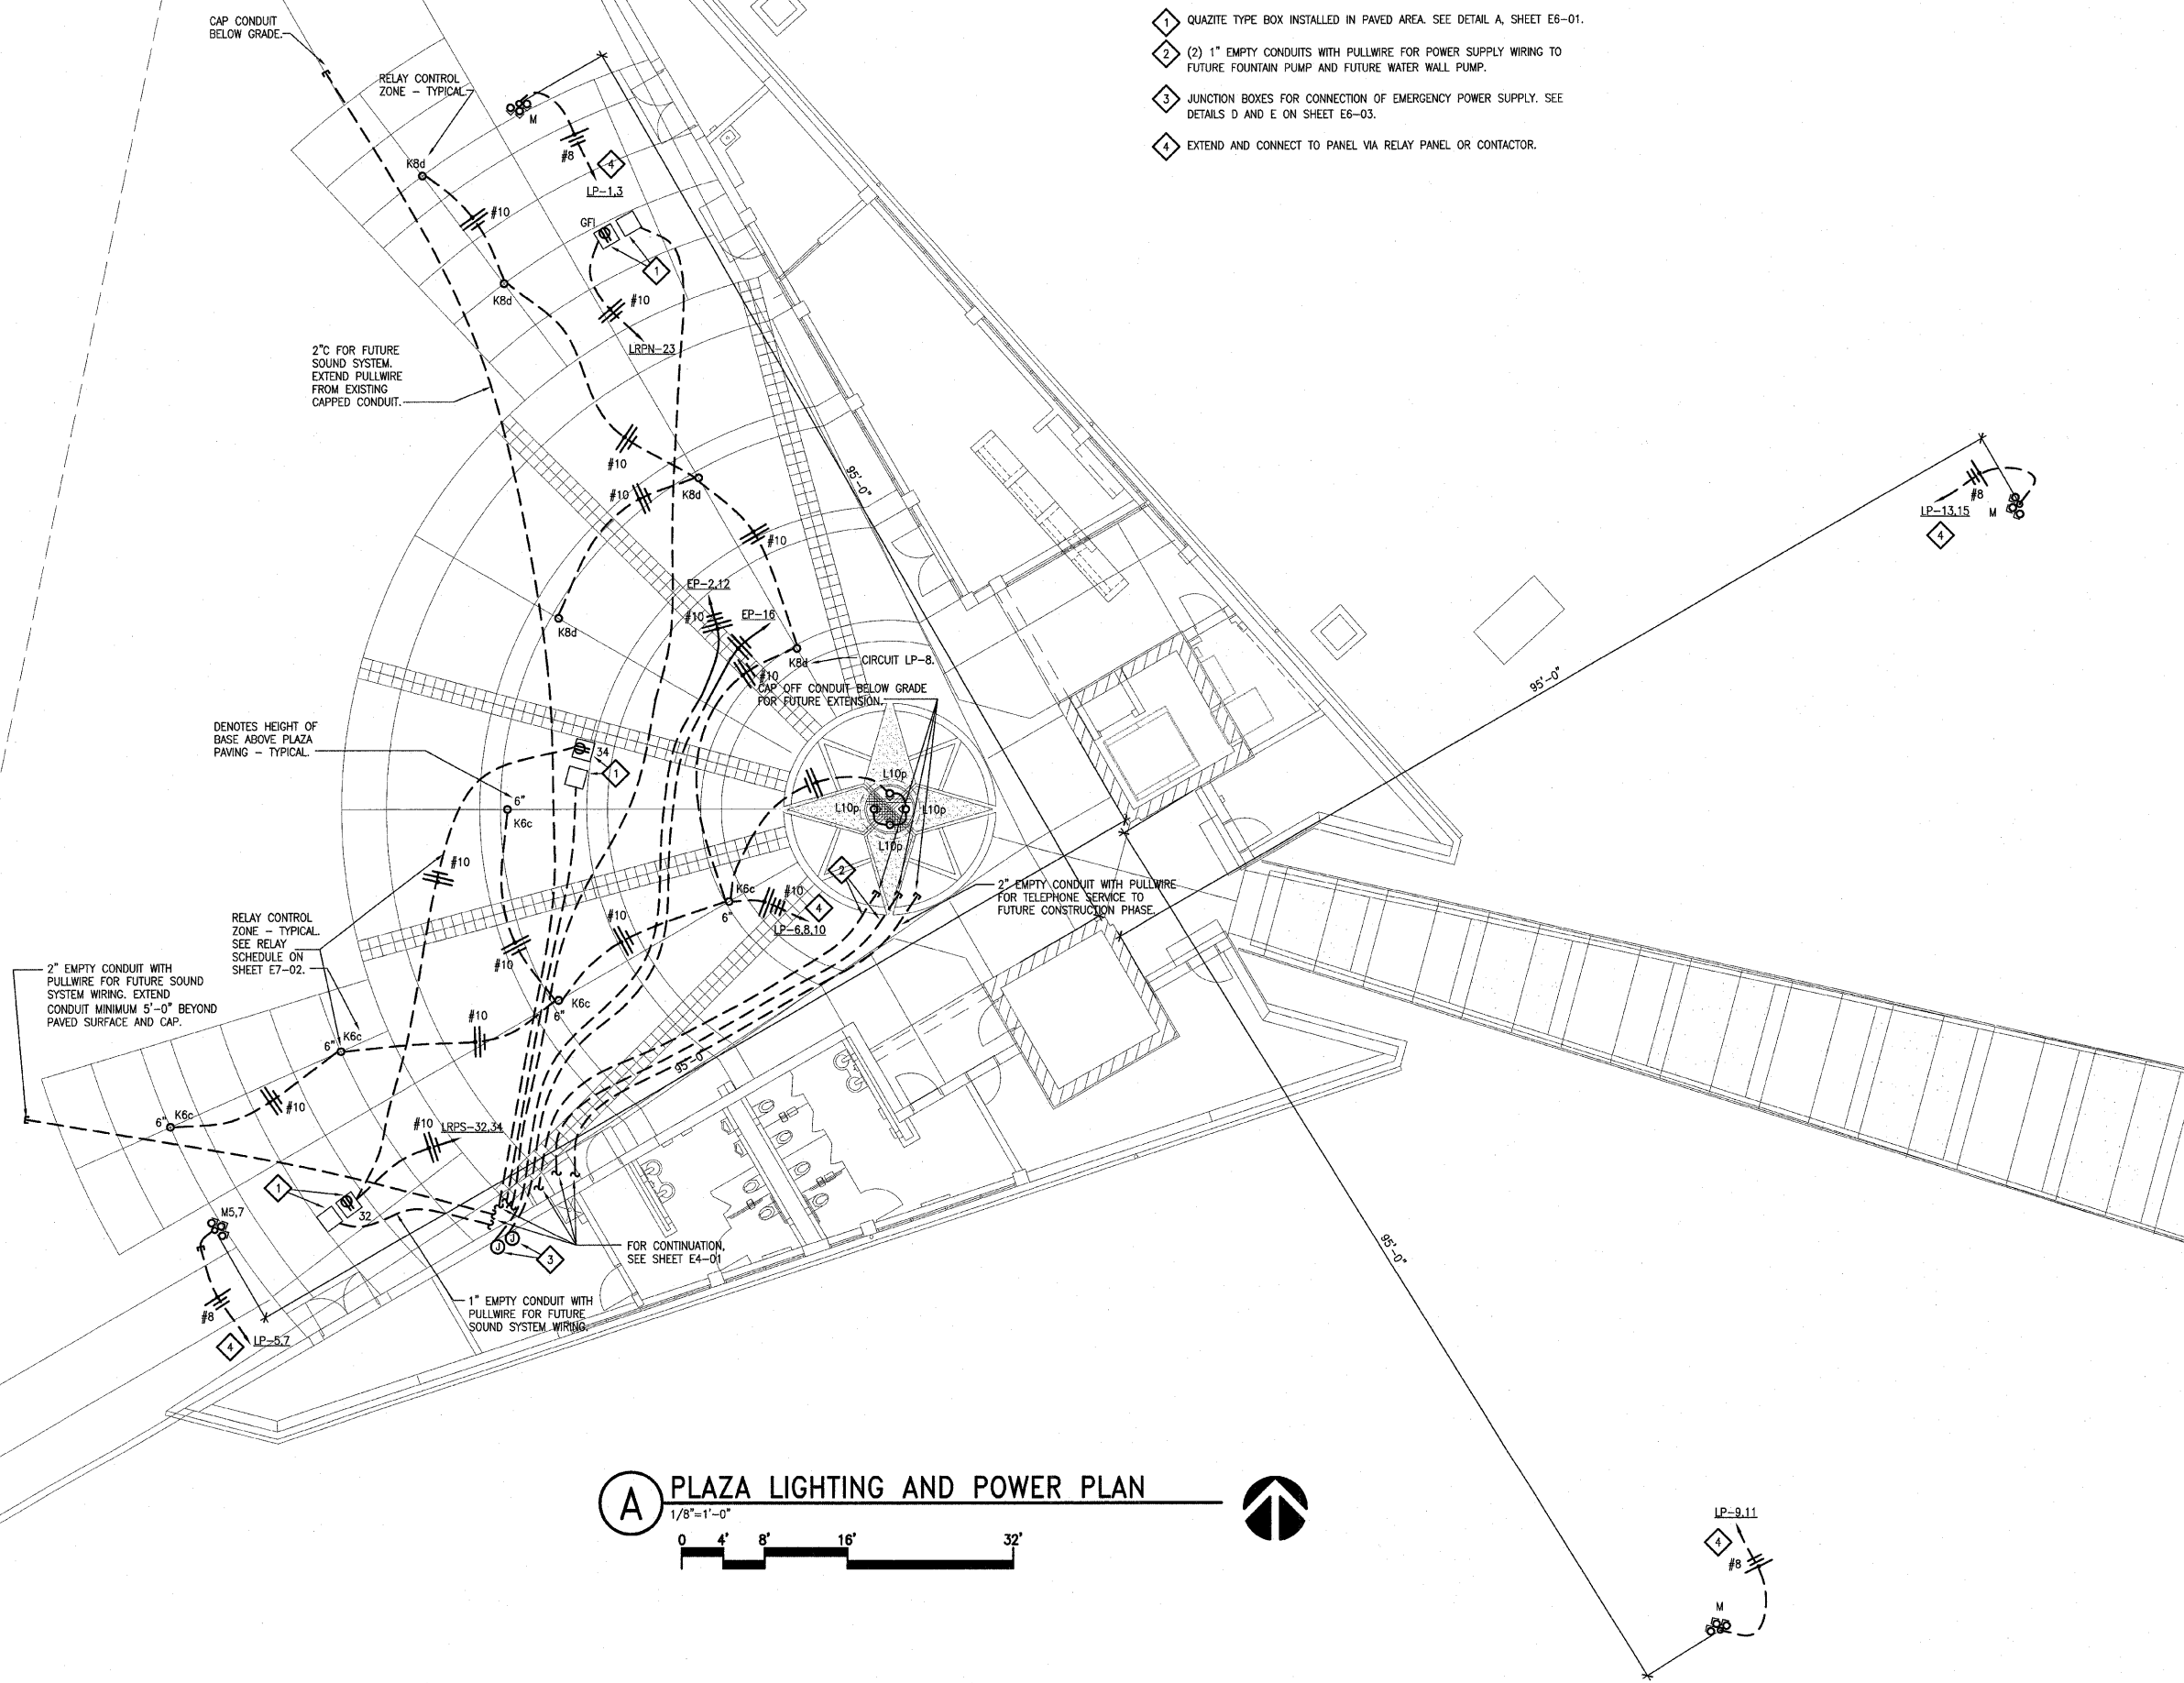 CAP CONDUIT
BELOW GRADE.
RELAY CONTROL
ZONE - TYPICAL.
1 QUAZITE TYPE BOX INSTALLED IN PAVED AREA. SEE DETAIL A, SHEET E6-01.
2 (2) 1" EMPTY CONDUITS WITH PULLWIRE FOR POWER SUPPLY WIRING TO
FUTURE FOUNTAIN PUMP AND FUTURE WATER WALL PUMP.
3 JUNCTION BOXES FOR CONNECTION OF EMERGENCY POWER SUPPLY. SEE
DETAILS D AND E ON SHEET E6-03.
4 EXTEND AND CONNECT TO PANEL VIA RELAY PANEL OR CONTACTOR.
M
#8
4
LP-1,3
K8d
#10
GFI
1
K8d
#10
LRPN-23
2"C FOR FUTURE
SOUND SYSTEM.
EXTEND PULLWIRE
FROM EXISTING
CAPPED CONDUIT.
#10
#10
K8d
95'-0"
#10
#8
LP-13,15
M
4
EP-2,12
#10
EP-16
K8d
K8d
CIRCUIT LP-8.
#10
CAP OFF CONDUIT BELOW GRADE
FOR FUTURE EXTENSION.
95'-0"
DENOTES HEIGHT OF
BASE ABOVE PLAZA
PAVING - TYPICAL.
34
1
6"
K6c
L10p
L10p
L10p
L10p
#10
2
2" EMPTY CONDUIT WITH PULLWIRE
FOR TELEPHONE SERVICE TO
FUTURE CONSTRUCTION PHASE.
K6c
6"
#10
4
LP-6,8,10
RELAY CONTROL
ZONE - TYPICAL.
SEE RELAY
SCHEDULE ON
SHEET E7-02.
#10
#10
2" EMPTY CONDUIT WITH
PULLWIRE FOR FUTURE SOUND
SYSTEM WIRING. EXTEND
CONDUIT MINIMUM 5'-0" BEYOND
PAVED SURFACE AND CAP.
K6c
6"
#10
K6c
6"
95'-0"
#10
K6c
6"
#10
LRPS-32,34
1
32
M5,7
3
J
J
FOR CONTINUATION,
SEE SHEET E4-01
95'-0"
1" EMPTY CONDUIT WITH
PULLWIRE FOR FUTURE
SOUND SYSTEM WIRING.
#8
4
LP-5,7
A PLAZA LIGHTING AND POWER PLAN
1/8"=1'-0"
0 4' 8' 16' 32'
LP-9,11
4
#8
M